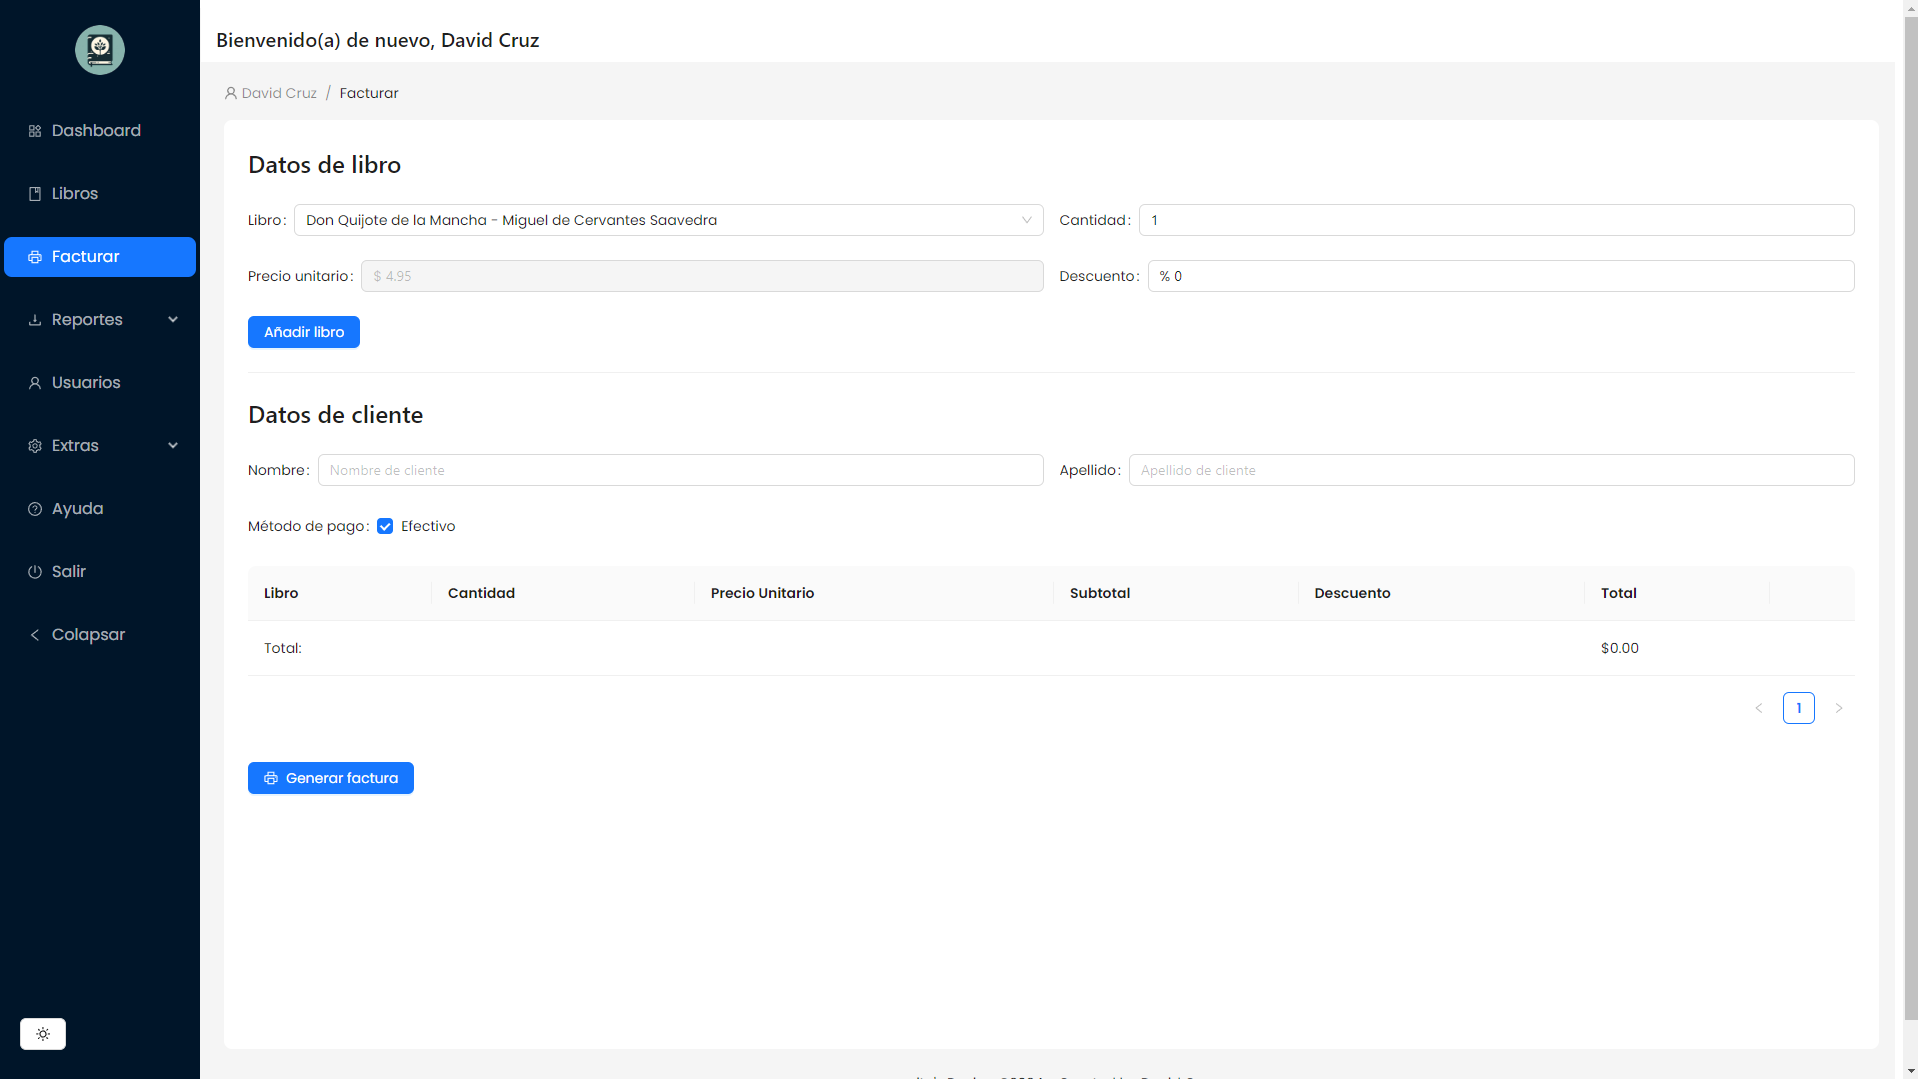 Bienvenido(a) de nuevo, David Cruz
David Cruz / Facturar
Dashboard
Libros
Facturar
Reportes
Usuarios
Extras
Ayuda
Salir
Colapsar
Datos de libro
Libro: Don Quijote de la Mancha - Miguel de Cervantes Saavedra
Cantidad: 1
Precio unitario: $ 4.95
Descuento: % 0
Añadir libro
Datos de cliente
Nombre: Nombre de cliente
Apellido: Apellido de cliente
Método de pago: Efectivo
Libro Cantidad Precio Unitario Subtotal Descuento Total
Total: $0.00
< 1 >
Generar factura